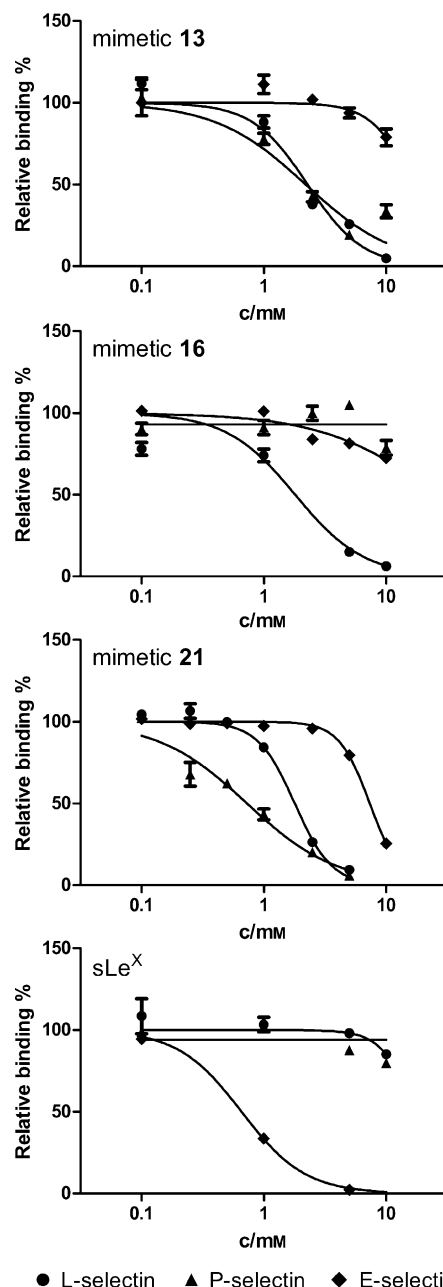 mimetic 13
150
100
50
0
Relative binding %
0.1 1 10
c/mM
mimetic 16
150
100
50
0
Relative binding %
0.1 1 10
c/mM
mimetic 21
150
100
50
0
Relative binding %
0.1 1 10
c/mM
sLeX
150
100
50
0
Relative binding %
0.1 1 10
c/mM
● L-selectin ▲ P-selectin ◆ E-selecti